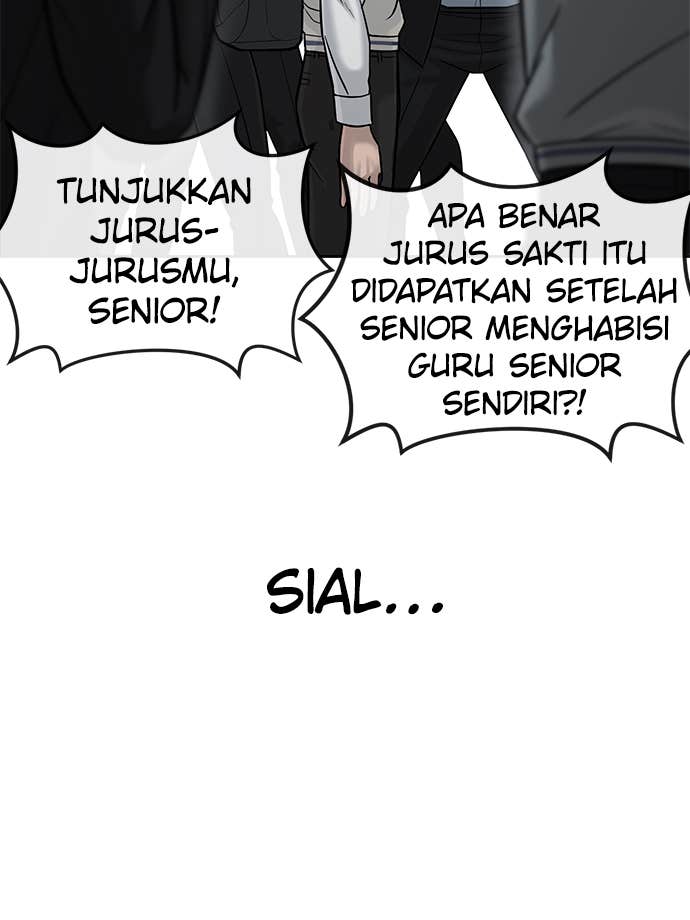 TUNJUKKAN
JURUS-
JURUSMU,
SENIOR!
APA BENAR
JURUS SAKTI ITU
DIDAPATKAN SETELAH
SENIOR MENGHABISI
GURU SENIOR
SENDIRI?!
SIAL...